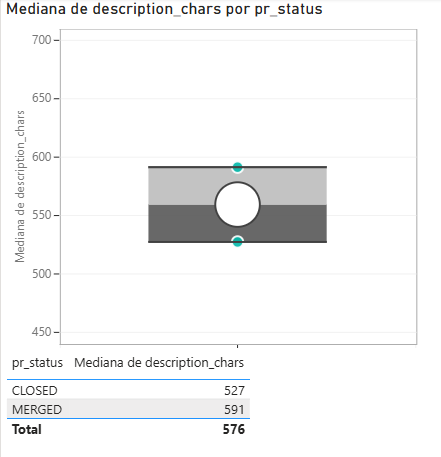 Mediana de description_chars por pr_status
700
650
600
550
500
450
Mediana de description_chars
pr_status Mediana de description_chars
CLOSED 527
MERGED 591
Total 576